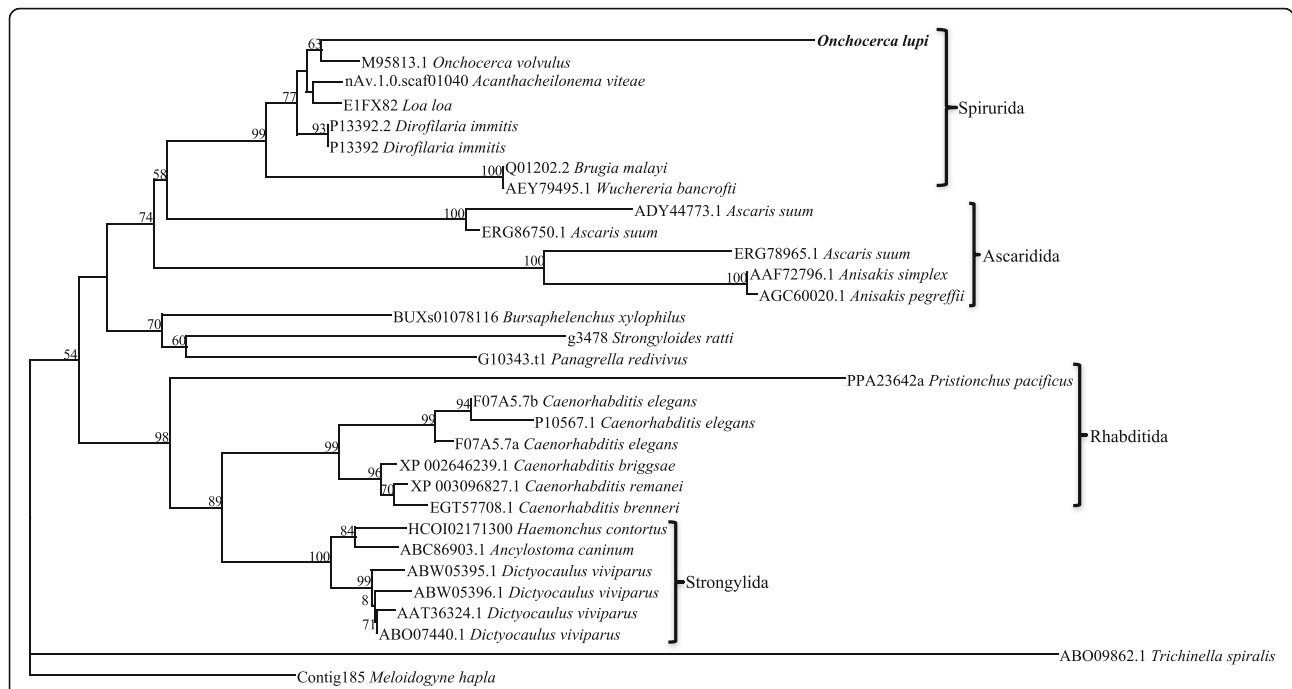 63
Onchocerca lupi
M95813.1 Onchocerca volvulus
nAv.1.0.scaf01040 Acanthacheilonema viteae
77
E1FX82 Loa loa
Spirurida
93
P13392.2 Dirofilaria immitis
99
P13392 Dirofilaria immitis
100
Q01202.2 Brugia malayi
58
AEY79495.1 Wuchereria bancrofti
100
ADY44773.1 Ascaris suum
74
ERG86750.1 Ascaris suum
ERG78965.1 Ascaris suum
Ascaridida
100
100
AAF72796.1 Anisakis simplex
AGC60020.1 Anisakis pegreffii
BUXs01078116 Bursaphelenchus xylophilus
70
g3478 Strongyloides ratti
60
54
G10343.t1 Panagrella redivivus
PPA23642a Pristionchus pacificus
94
F07A5.7b Caenorhabditis elegans
99
P10567.1 Caenorhabditis elegans
98
F07A5.7a Caenorhabditis elegans
Rhabditida
99
XP 002646239.1 Caenorhabditis briggsae
96
XP 003096827.1 Caenorhabditis remanei
70
89
EGT57708.1 Caenorhabditis brenneri
84
HCOI02171300 Haemonchus contortus
100
ABC86903.1 Ancylostoma caninum
ABW05395.1 Dictyocaulus viviparus
99
Strongylida
ABW05396.1 Dictyocaulus viviparus
8
AAT36324.1 Dictyocaulus viviparus
71
ABO07440.1 Dictyocaulus viviparus
ABO09862.1 Trichinella spiralis
Contig185 Meloidogyne hapla